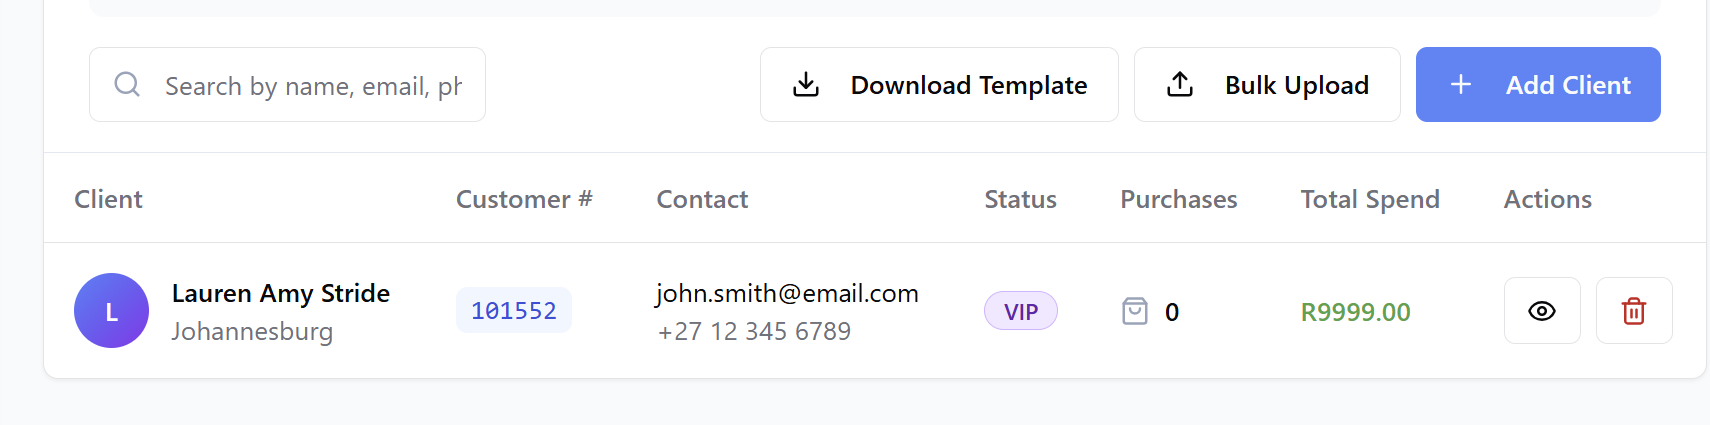 Search by name, email, ph
Download Template
Bulk Upload
Add Client
Client Customer # Contact Status Purchases Total Spend Actions
L
Lauren Amy Stride
Johannesburg
101552
john.smith@email.com
+27 12 345 6789
VIP
0
R9999.00